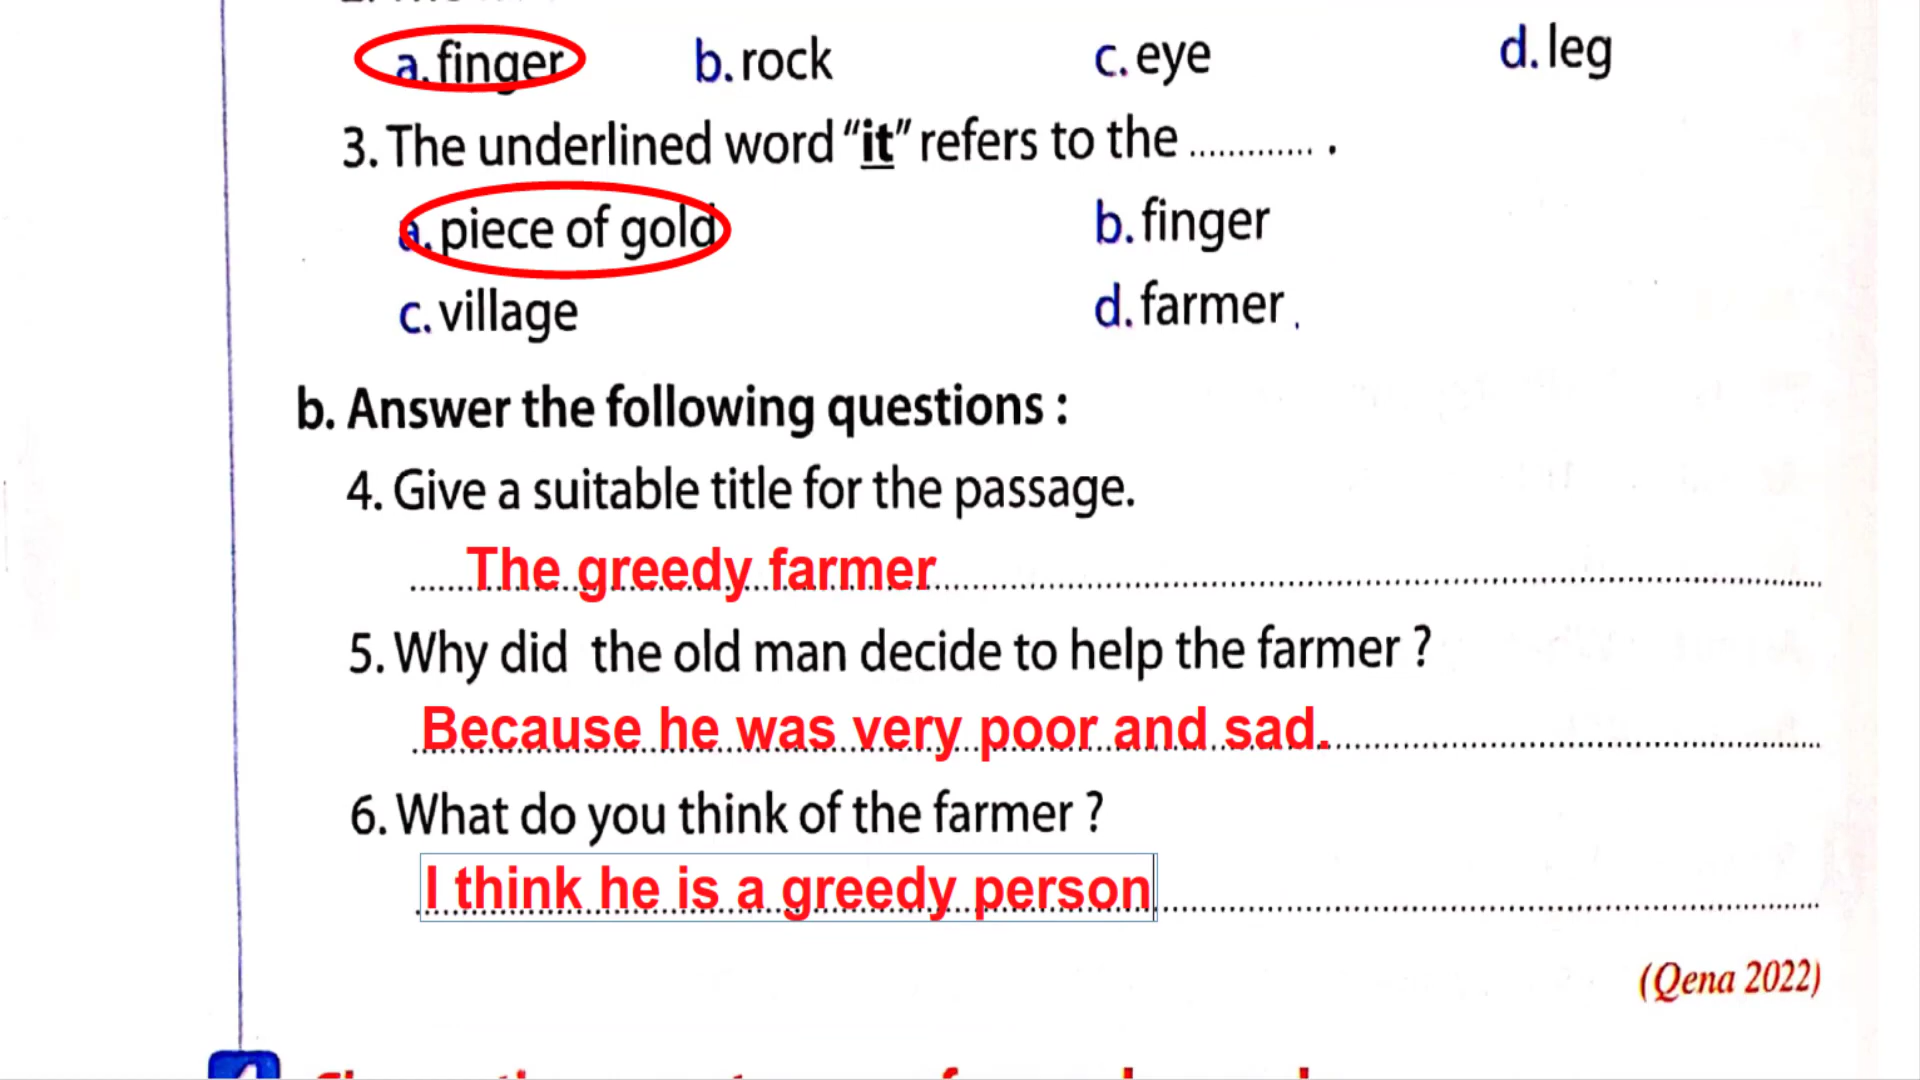 a. finger b. rock c. eye d. leg
3. The underlined word “it” refers to the ............. .
a. piece of gold b. finger
c. village d. farmer .
b. Answer the following questions :
4. Give a suitable title for the passage.
The greedy farmer
5. Why did the old man decide to help the farmer ?
Because he was very poor and sad.
6. What do you think of the farmer ?
I think he is a greedy person
(Qena 2022)